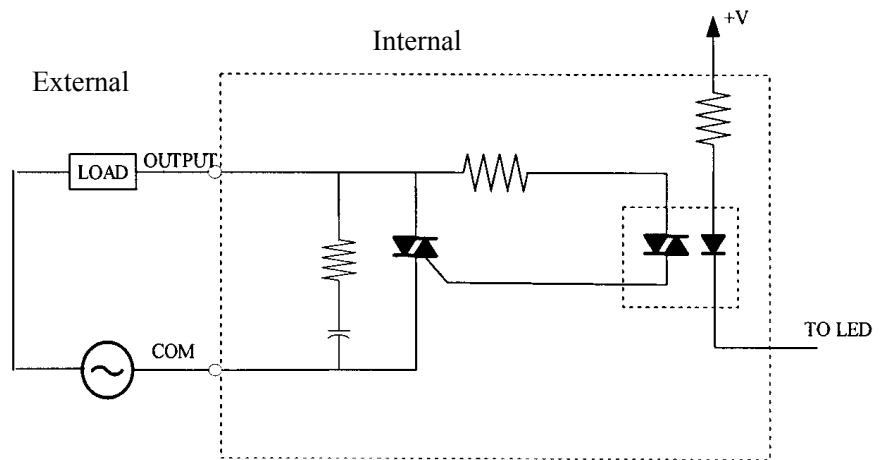 +V
Internal
External
LOAD
OUTPUT
COM
TO LED